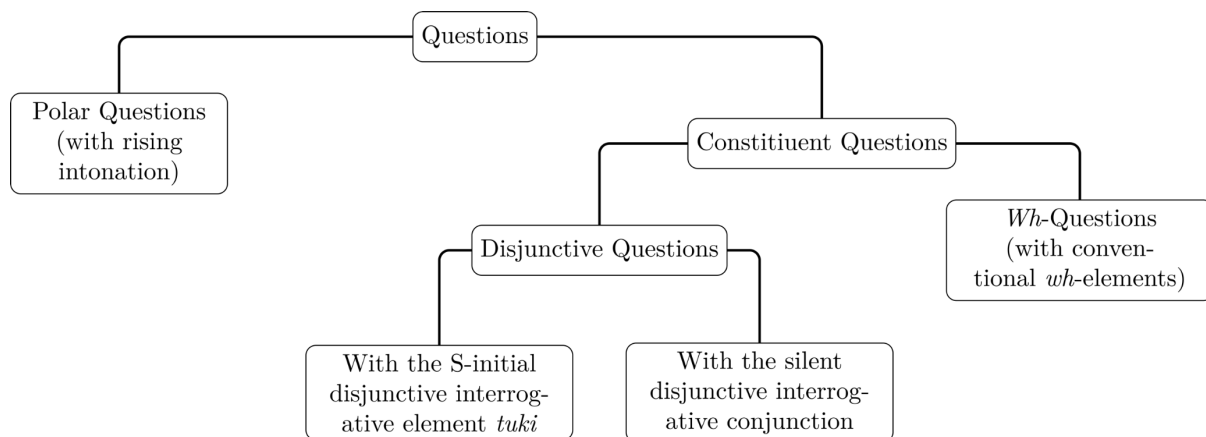 Questions
Polar Questions
(with rising
intonation)
Constitiuent Questions
Wh-Questions
(with conven-
tional wh-elements)
Disjunctive Questions
With the S-initial
disjunctive interrog-
ative element tuki
With the silent
disjunctive interrog-
ative conjunction